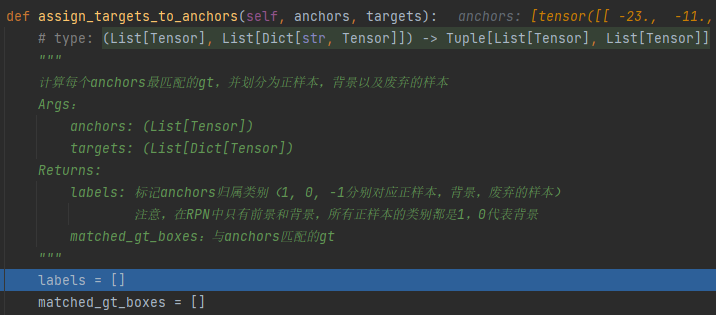 def assign_targets_to_anchors(self, anchors, targets):   anchors: [tensor([[ -23.,  -11.,
# type: (List[Tensor], List[Dict[str, Tensor]]) -> Tuple[List[Tensor], List[Tensor]]
"""
计算每个anchors最匹配的gt，并划分为正样本，背景以及废弃的样本
Args：
anchors: (List[Tensor])
targets: (List[Dict[Tensor])
Returns:
labels: 标记anchors归属类别（1, 0, -1分别对应正样本，背景，废弃的样本）
注意，在RPN中只有前景和背景，所有正样本的类别都是1，0代表背景
matched_gt_boxes：与anchors匹配的gt
"""
labels = []
matched_gt_boxes = []